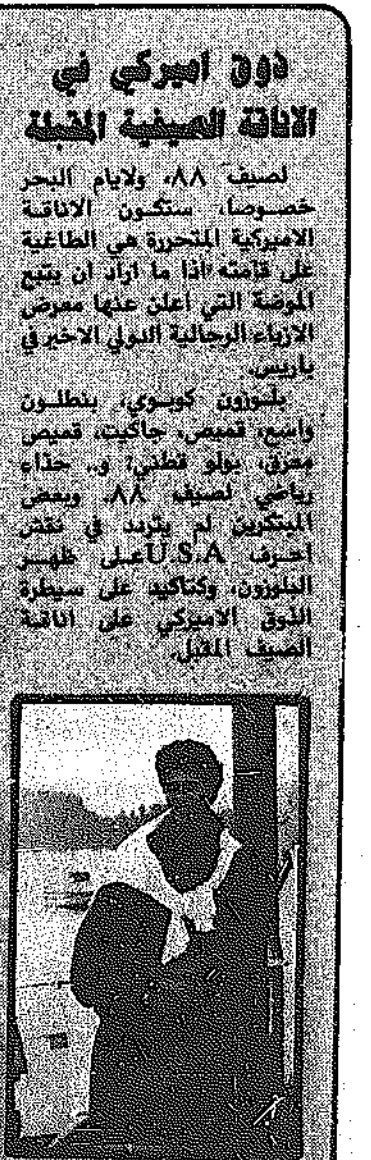 ذوق اميركي في
الاناقة الصيفية المقبلة
لصيف ٨٨، ولايام البحر
خصوصا، ستكون الاناقة
الاميركية المتحررة هي الطاغية
على قامته اذا ما اراد ان يتبع
الموضة التي اعلن عنها معرض
الازياء الرجالية الدولي الاخير في
باريس.
بلوزون كوبوي، بنطلون
واسع، قميص، جاكيت، قميص
معرق، بولو قطني، و.. حذاء
رياضي لصيف ٨٨. وبعض
المبتكرين لم يتردد في نقش
احرف U.S.A على ظهر
البلوزون، وكتاكيد على سيطرة
الذوق الاميركي على اناقة
الصيف المقبل.